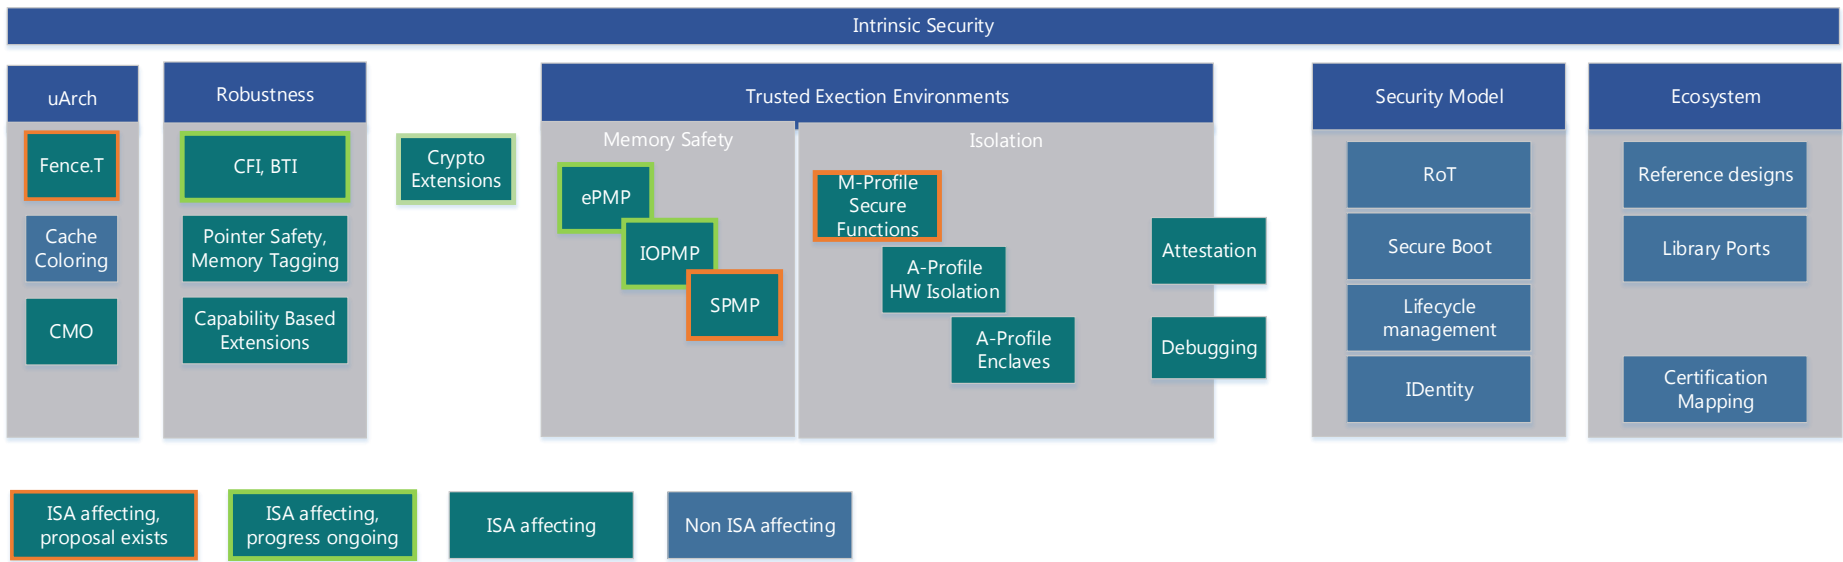 Intrinsic Security
uArch
Fence.T
Cache
Coloring
CMO
Robustness
CFI, BTI
Pointer Safety,
Memory Tagging
Capability Based
Extensions
Crypto
Extensions
Trusted Exection Environments
Memory Safety
ePMP
IOPMP
SPMP
Isolation
M-Profile
Secure
Functions
A-Profile
HW Isolation
A-Profile
Enclaves
Attestation
Debugging
Security Model
RoT
Secure Boot
Lifecycle
management
IDentity
Ecosystem
Reference designs
Library Ports
Certification
Mapping
ISA affecting,
proposal exists
ISA affecting,
progress ongoing
ISA affecting
Non ISA affecting